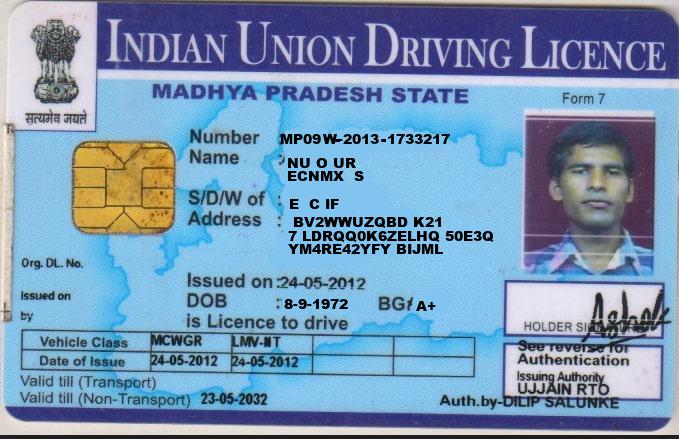 INDIAN UNION DRIVING LICENCE
सत्यमेव जयते
MADHYA PRADESH STATE
Form 7
Number MP09W-2013-1733217
Name : NU O UR
ECNMX S
S/D/W of : E C IF
Address : BV2WWUZQBD K21
7 LDRQQ0K6ZELHQ 50E3Q
YM4RE42YFY BIJML
Org. DL. No.
Issued on
by
Issued on :24-05-2012
DOB :8-9-1972 BG/ A+
is Licence to drive
Vehicle Class MCWGR LMV-NT
Date of Issue 24-05-2012 24-05-2012
Valid till (Transport)
Valid till (Non-Transport) 23-05-2032
HOLDER SIGNATURE
See reverse for
Authentication
Issuing Authority
UJJAIN RTO
Auth.by-DILIP SALUNKE